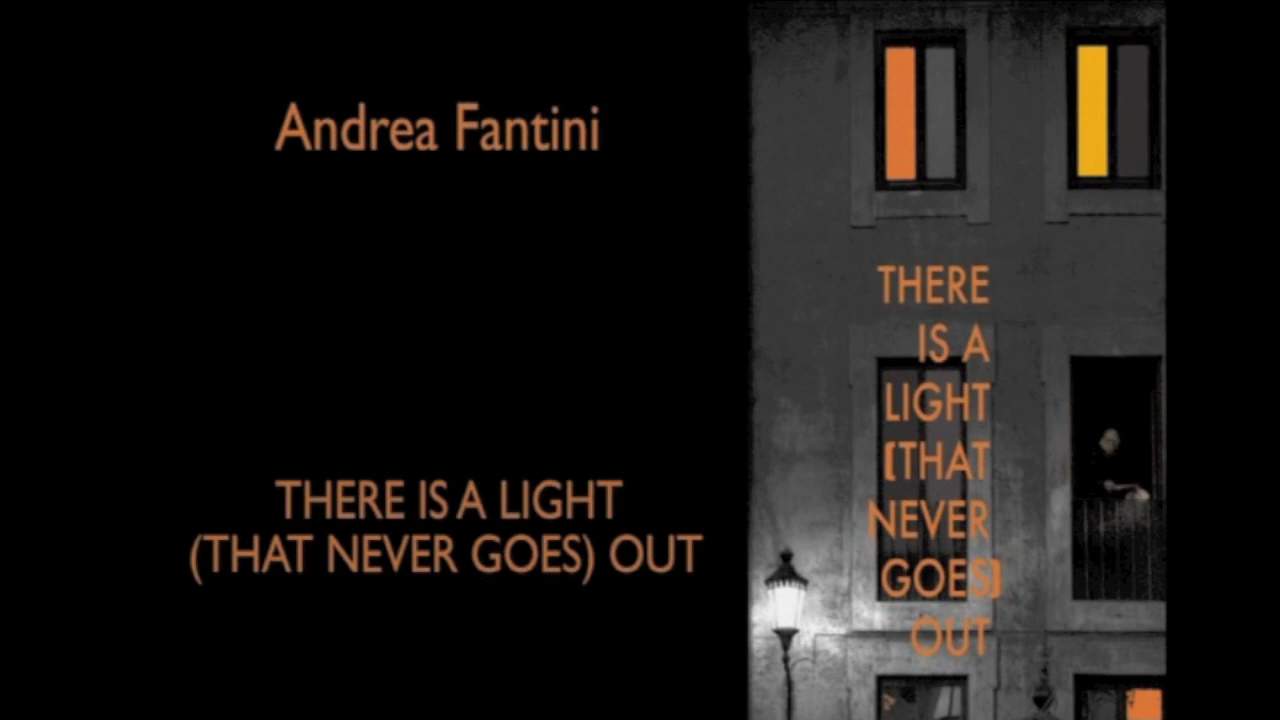 Andrea Fantini
THERE IS A LIGHT
(THAT NEVER GOES) OUT
THERE
IS A
LIGHT
(THAT
NEVER
GOES)
OUT